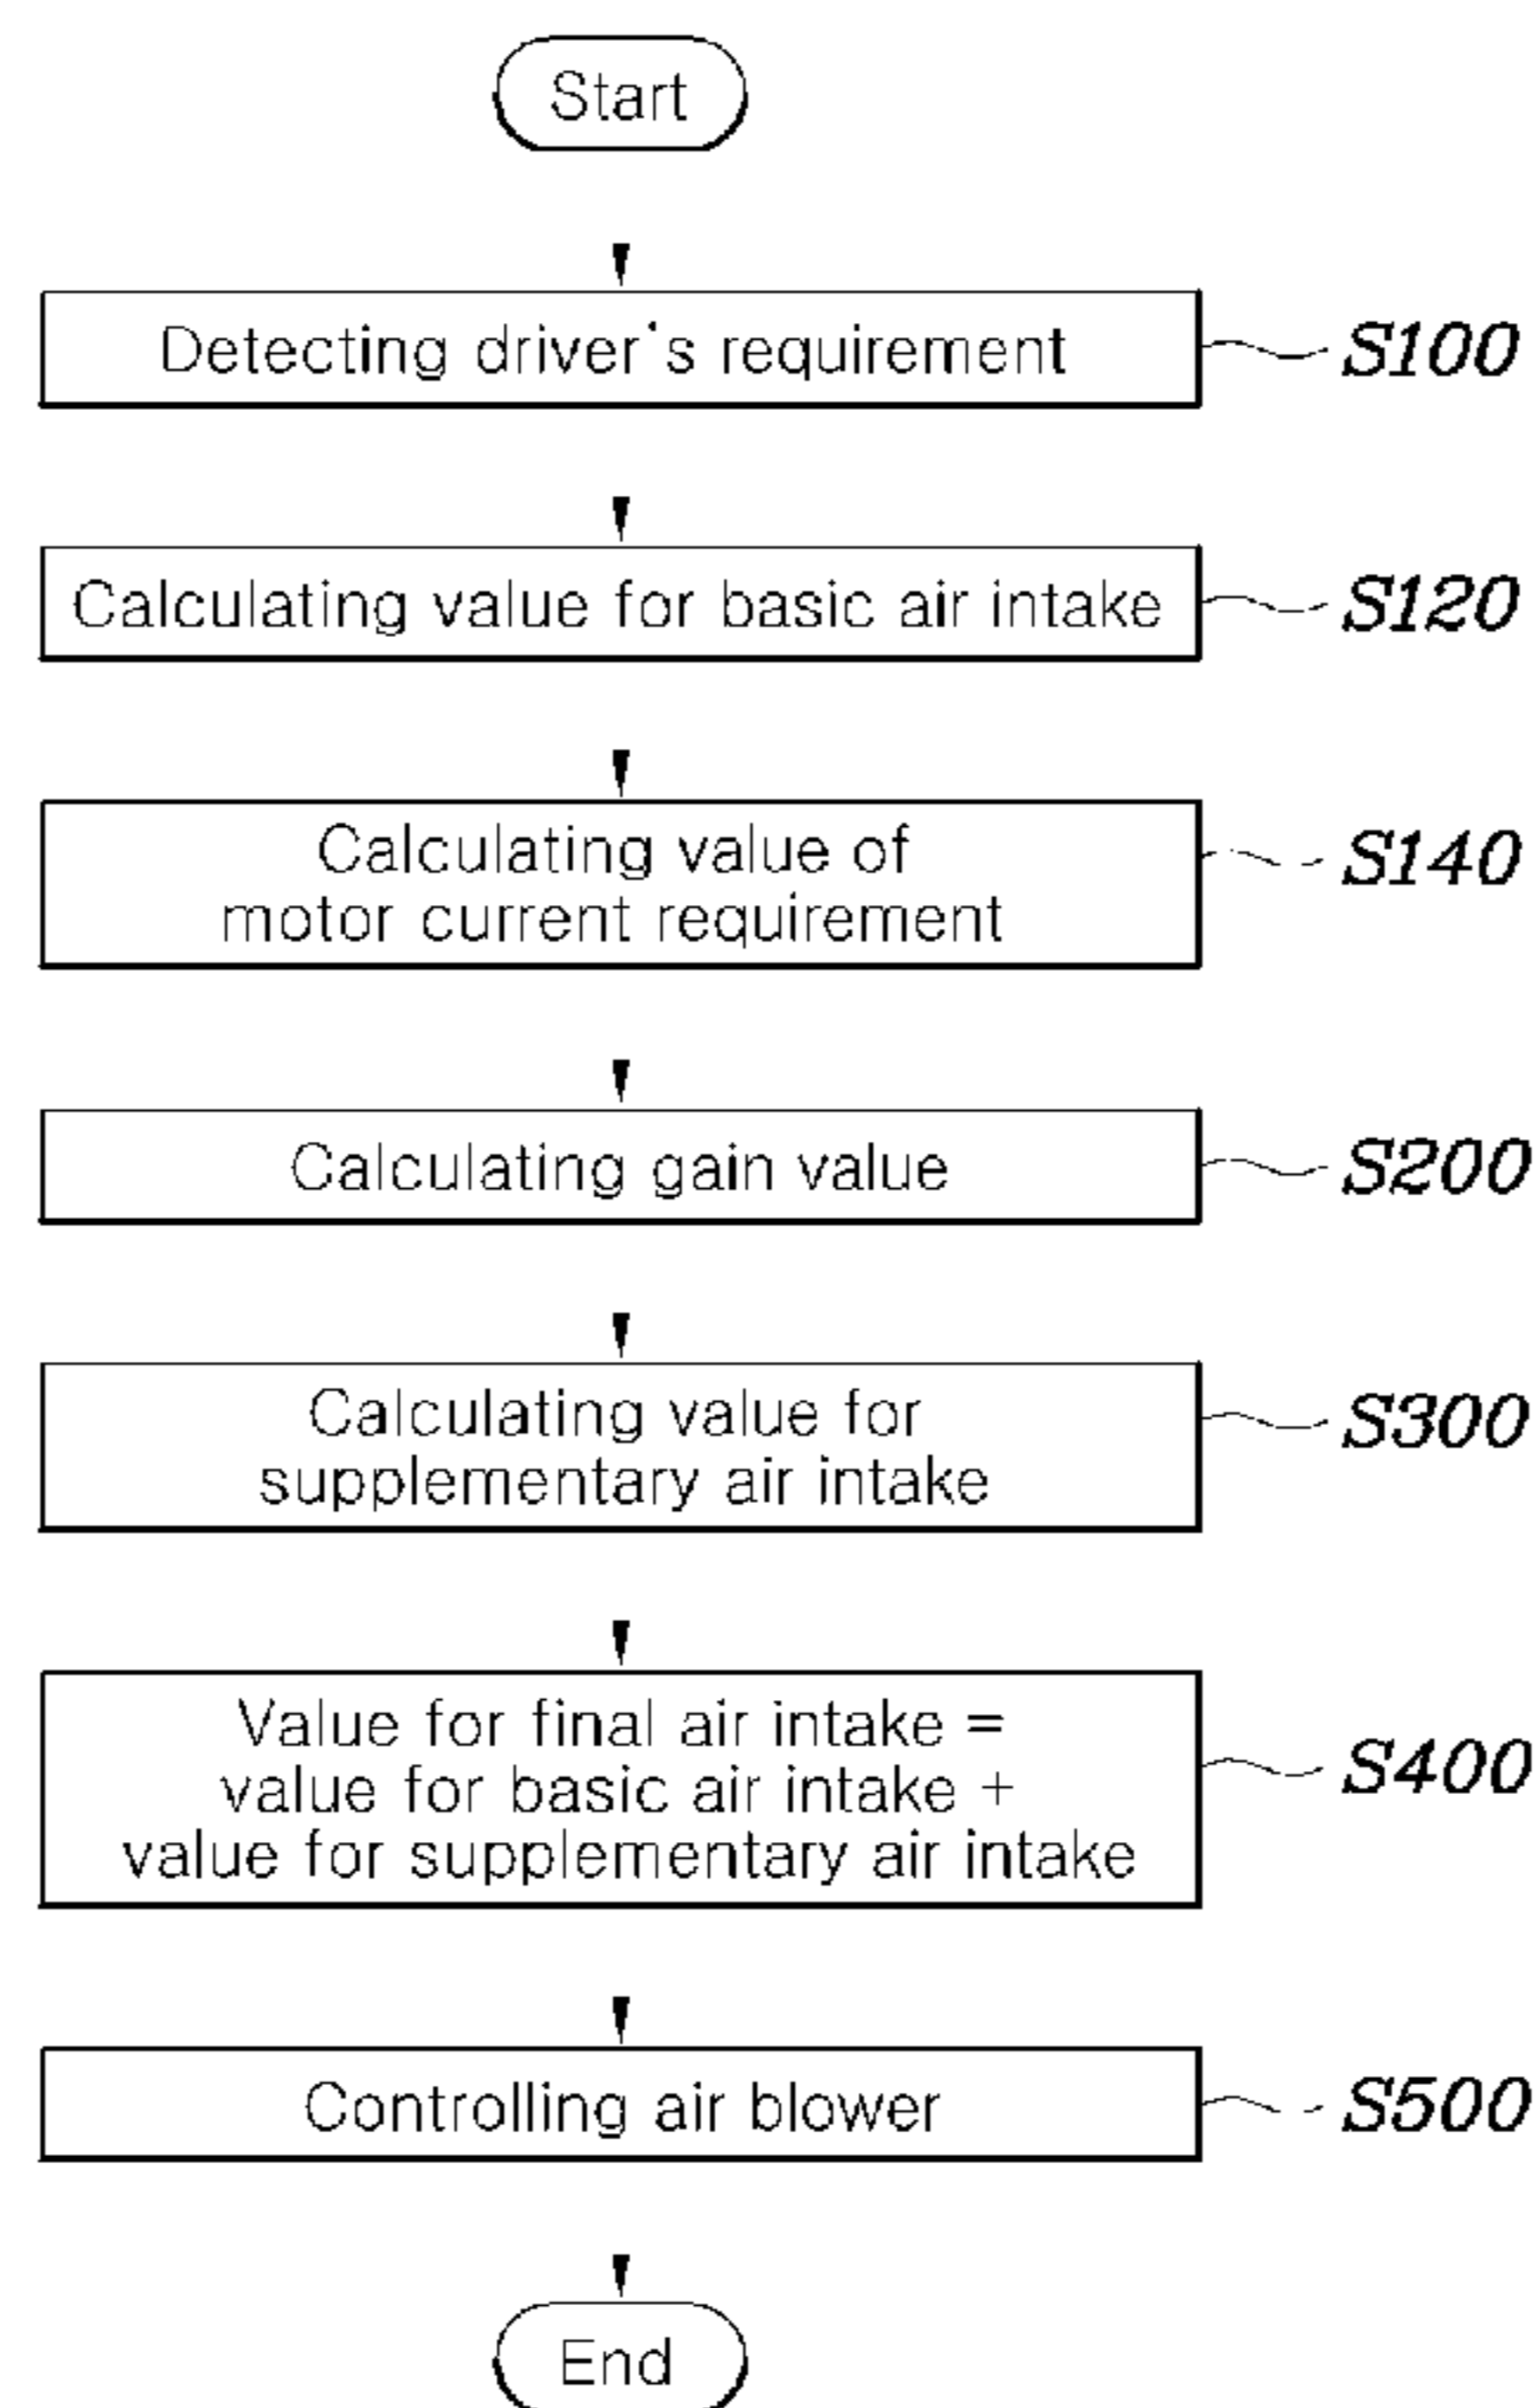 Start
Detecting driver's requirement
S100
Calculating value for basic air intake
S120
Calculating value of
motor current requirement
S140
Calculating gain value
S200
Calculating value for
supplementary air intake
S300
Value for final air intake =
value for basic air intake +
value for supplementary air intake
S400
Controlling air blower
S500
End